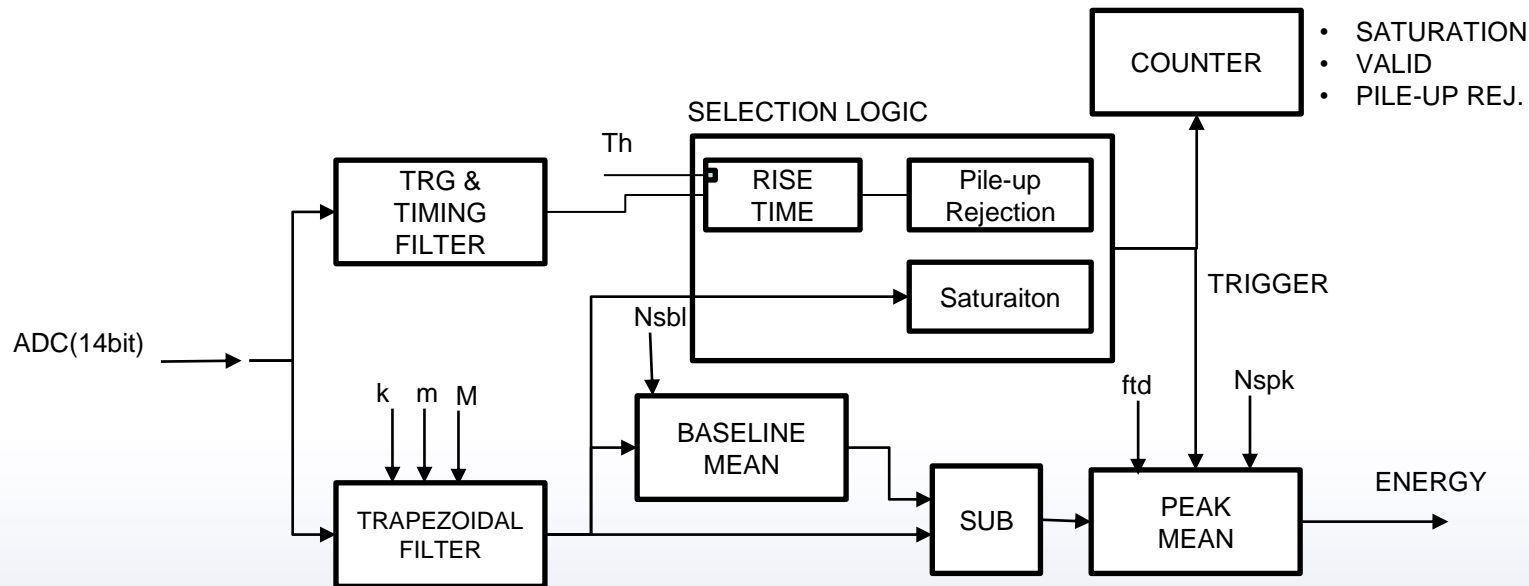 COUNTER
• SATURATION
• VALID
• PILE-UP REJ.
SELECTION LOGIC
Th
TRG &
TIMING
FILTER
RISE
TIME
Pile-up
Rejection
Saturaiton
TRIGGER
ADC(14bit)
Nsbl
k m M
ftd Nspk
BASELINE
MEAN
TRAPEZOIDAL
FILTER
SUB
PEAK
MEAN
ENERGY